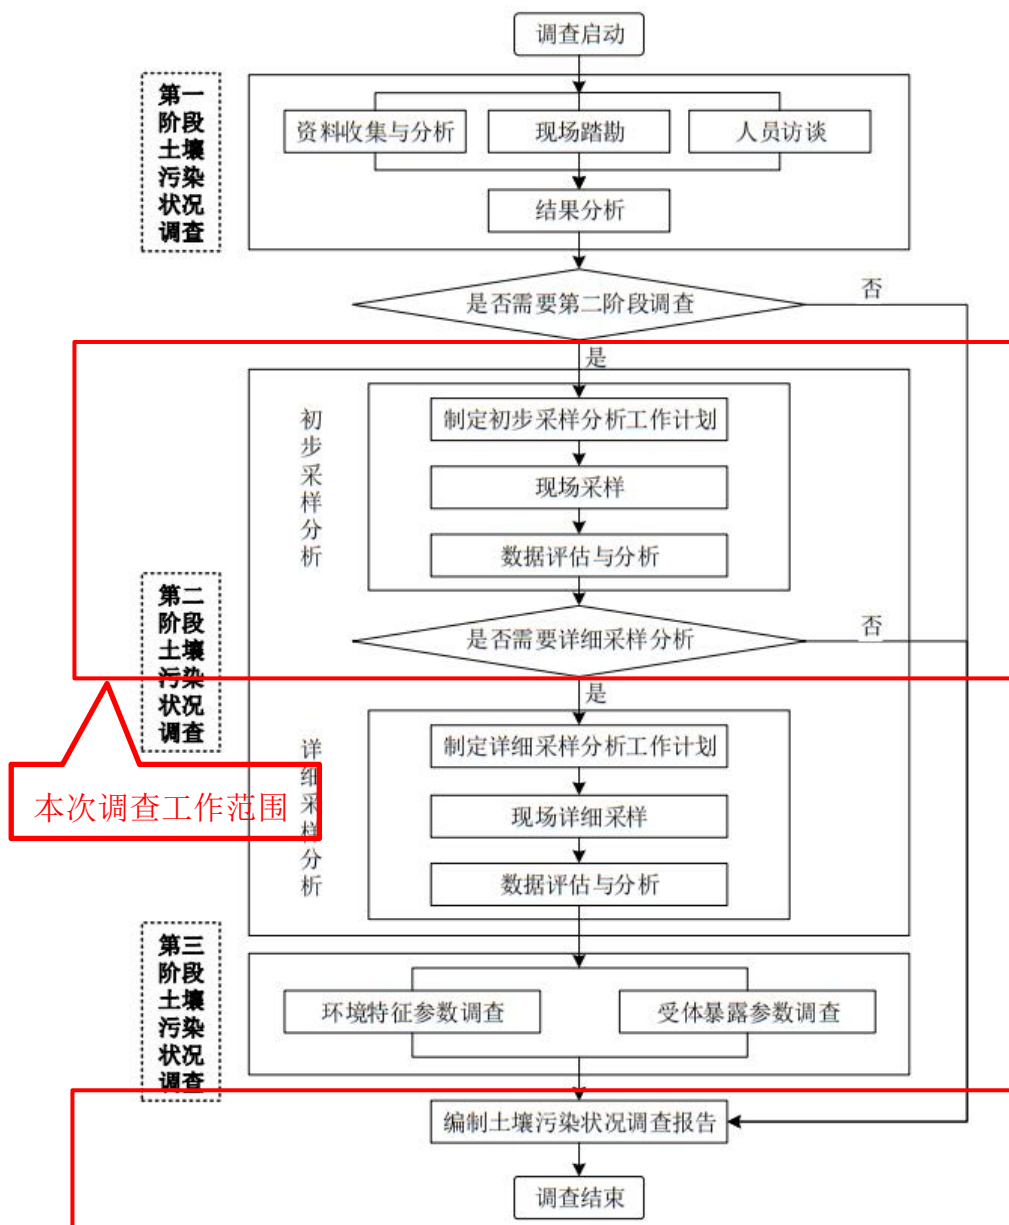 调查启动
第一
阶段
土壤
污染
状况
调查
资料收集与分析
现场踏勘
人员访谈
结果分析
是否需要第二阶段调查
否
是
初步采样分析
制定初步采样分析工作计划
现场采样
数据评估与分析
第二
阶段
土壤
污染
状况
调查
是否需要详细采样分析
否
是
本次调查工作范围
详细采样分析
制定详细采样分析工作计划
现场详细采样
数据评估与分析
第三
阶段
土壤
污染
状况
调查
环境特征参数调查
受体暴露参数调查
编制土壤污染状况调查报告
调查结束